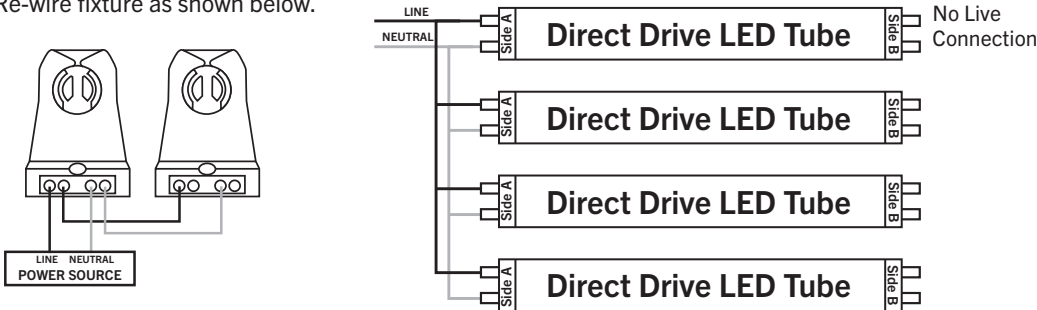 Re-wire fixture as shown below.
LINE NEUTRAL
POWER SOURCE
LINE
NEUTRAL
Side A
Direct Drive LED Tube
Side B
No Live
Connection
Side A
Direct Drive LED Tube
Side B
Side A
Direct Drive LED Tube
Side B
Side A
Direct Drive LED Tube
Side B